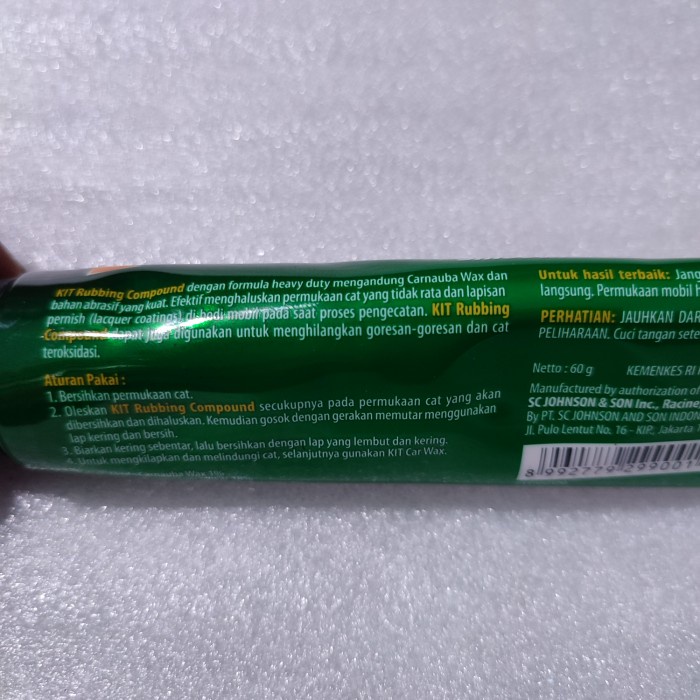 KIT Rubbing Compound dengan formula heavy duty mengandung Carnauba Wax dan
bahan abrasif yang kuat. Efektif menghaluskan permukaan cat yang tidak rata dan lapisan
pernish (lacquer coatings) di bodi mobil pada saat proses pengecatan. KIT Rubbing
Compound dapat juga digunakan untuk menghilangkan goresan-goresan dan cat
teroksidasi.
Aturan Pakai :
1. Bersihkan permukaan cat.
2. Oleskan KIT Rubbing Compound secukupnya pada permukaan cat yang akan
dibersihkan dan dihaluskan. Kemudian gosok dengan gerakan memutar menggunakan
lap kering dan bersih.
3. Biarkan kering sebentar, lalu bersihkan dengan lap yang lembut dan kering.
4. Untuk mengkilapkan dan melindungi cat, selanjutnya gunakan KIT Car Wax.
Wax
Untuk hasil terbaik: Jang
langsung. Permukaan mobil h
PERHATIAN: JAUHKAN DAR
PELIHARAAN. Cuci tangan sete
Netto : 60 g KEMENKES RI
Manufactured by authorization of
SC JOHNSON & SON Inc., Racine,
By PT. SC JOHNSON AND SON INDON
Jl. Pulo Lentut No. 16 - KIP, Jakarta
8 992779 29900